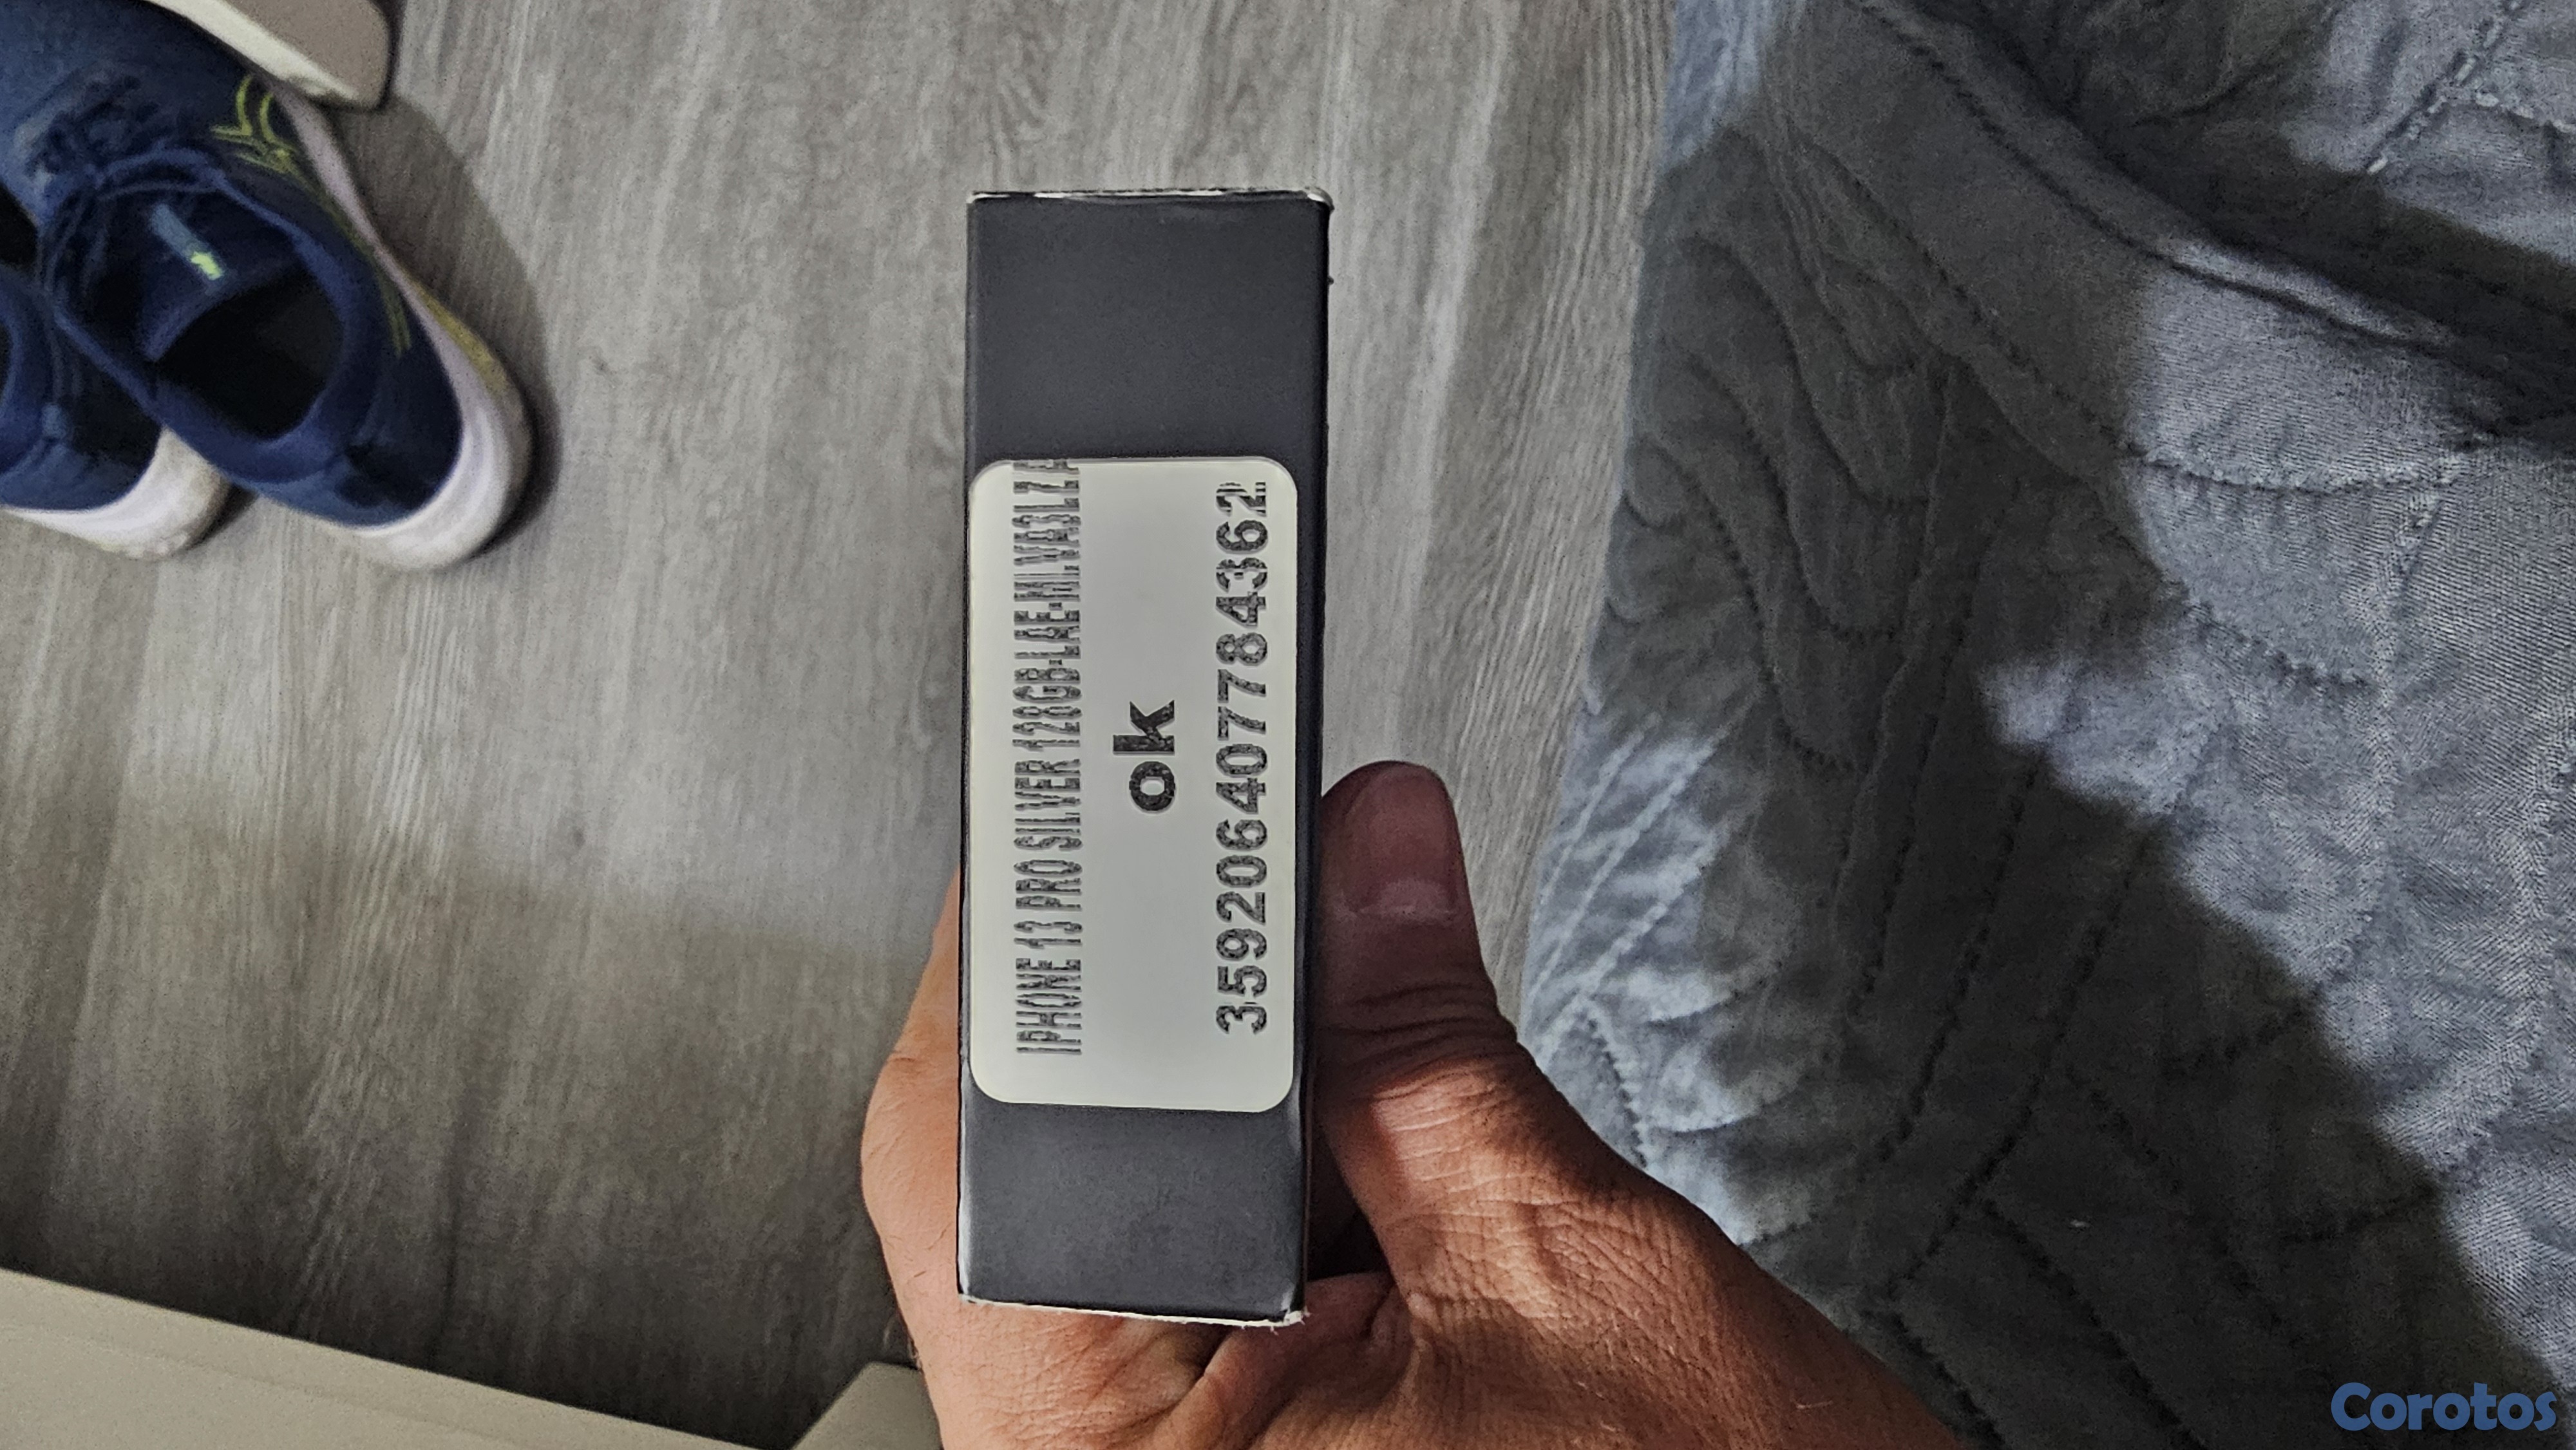 IPHONE 13 PRO SILVER 128GB-LAE-MLVA3LZ A
ok
359206407784362
Corotos